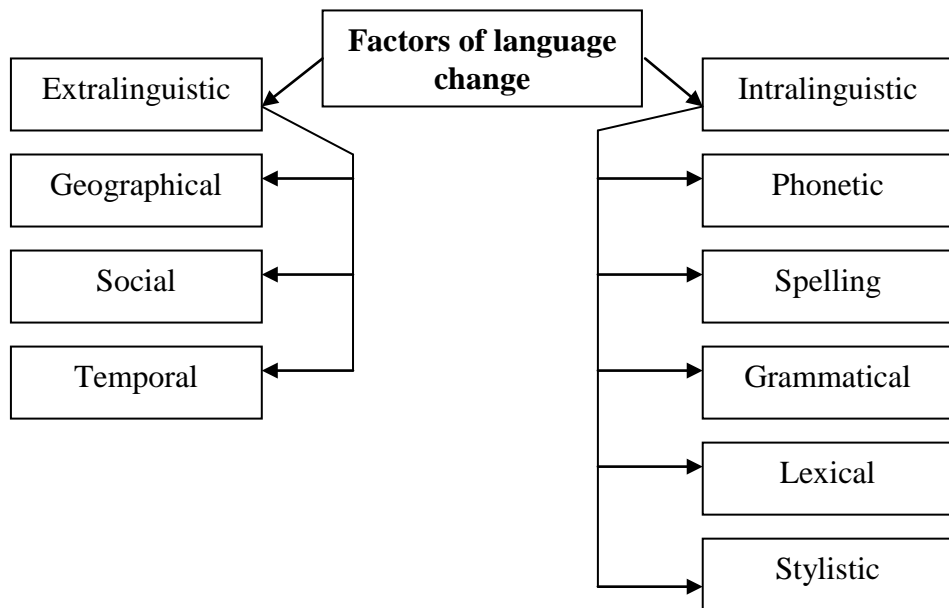 Factors of language
change
Extralinguistic
Geographical
Social
Temporal
Intralinguistic
Phonetic
Spelling
Grammatical
Lexical
Stylistic